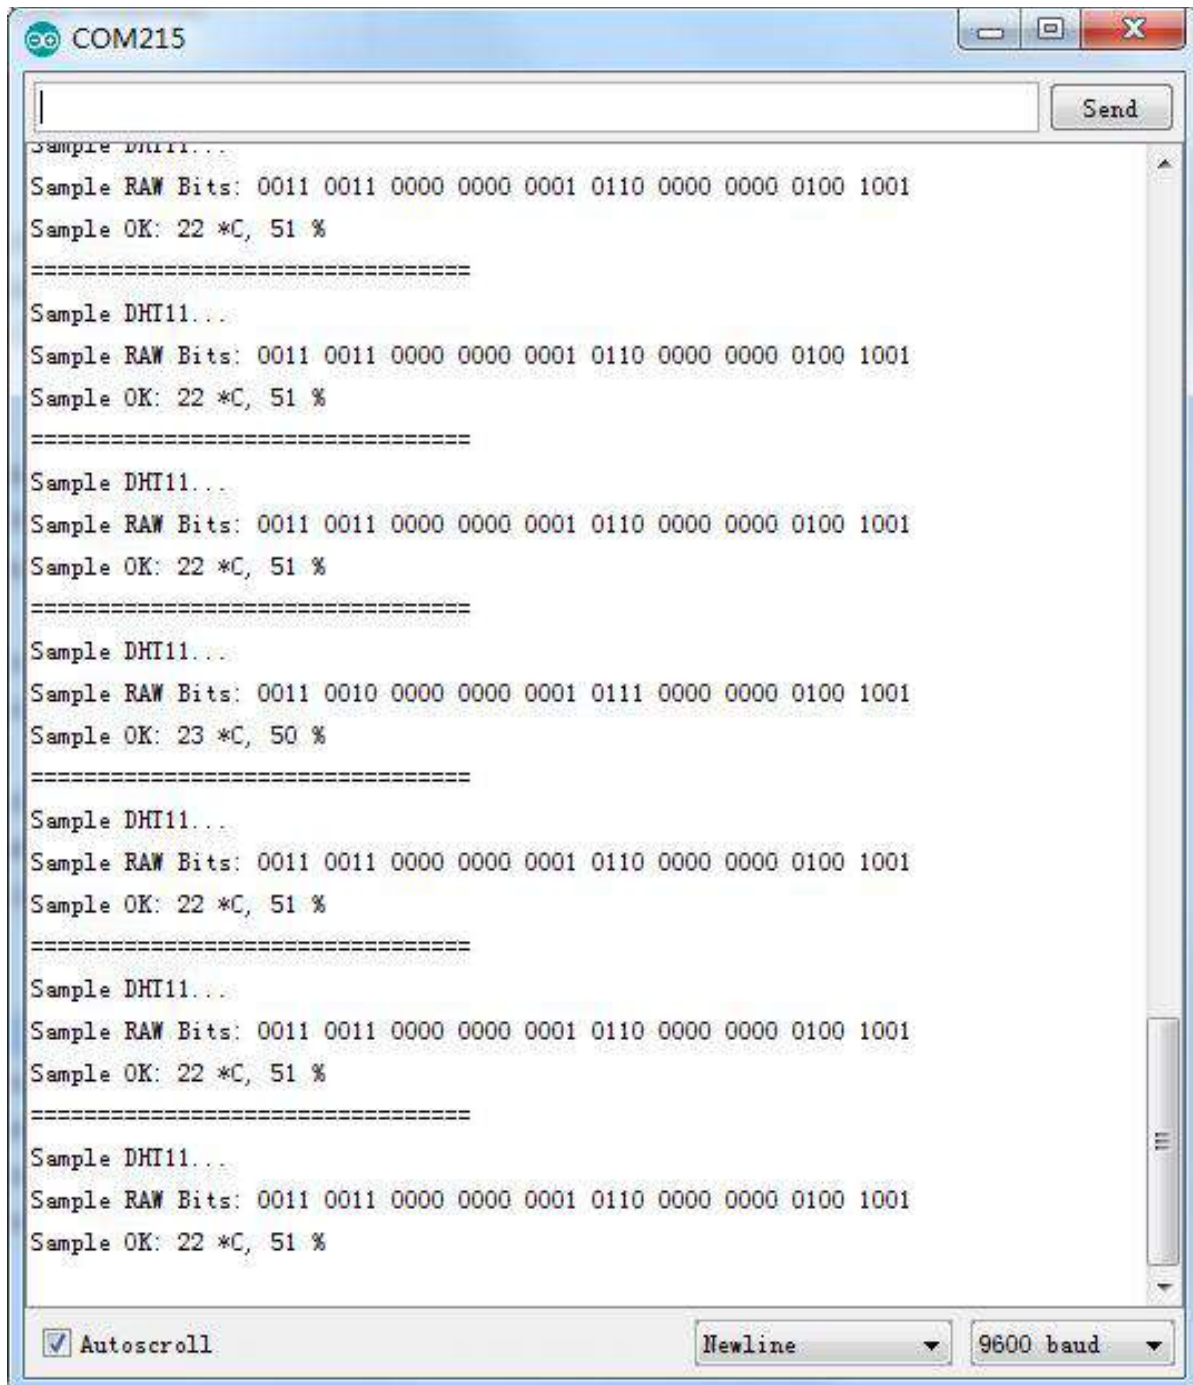 COM215
Send
Sample DHT11...
Sample RAW Bits: 0011 0011 0000 0000 0001 0110 0000 0000 0100 1001
Sample OK: 22 *C, 51 %
=================================
Sample DHT11...
Sample RAW Bits: 0011 0011 0000 0000 0001 0110 0000 0000 0100 1001
Sample OK: 22 *C, 51 %
=================================
Sample DHT11...
Sample RAW Bits: 0011 0011 0000 0000 0001 0110 0000 0000 0100 1001
Sample OK: 22 *C, 51 %
=================================
Sample DHT11...
Sample RAW Bits: 0011 0010 0000 0000 0001 0111 0000 0000 0100 1001
Sample OK: 23 *C, 50 %
=================================
Sample DHT11...
Sample RAW Bits: 0011 0011 0000 0000 0001 0110 0000 0000 0100 1001
Sample OK: 22 *C, 51 %
=================================
Sample DHT11...
Sample RAW Bits: 0011 0011 0000 0000 0001 0110 0000 0000 0100 1001
Sample OK: 22 *C, 51 %
=================================
Sample DHT11...
Sample RAW Bits: 0011 0011 0000 0000 0001 0110 0000 0000 0100 1001
Sample OK: 22 *C, 51 %
Autoscroll
Newline
9600 baud